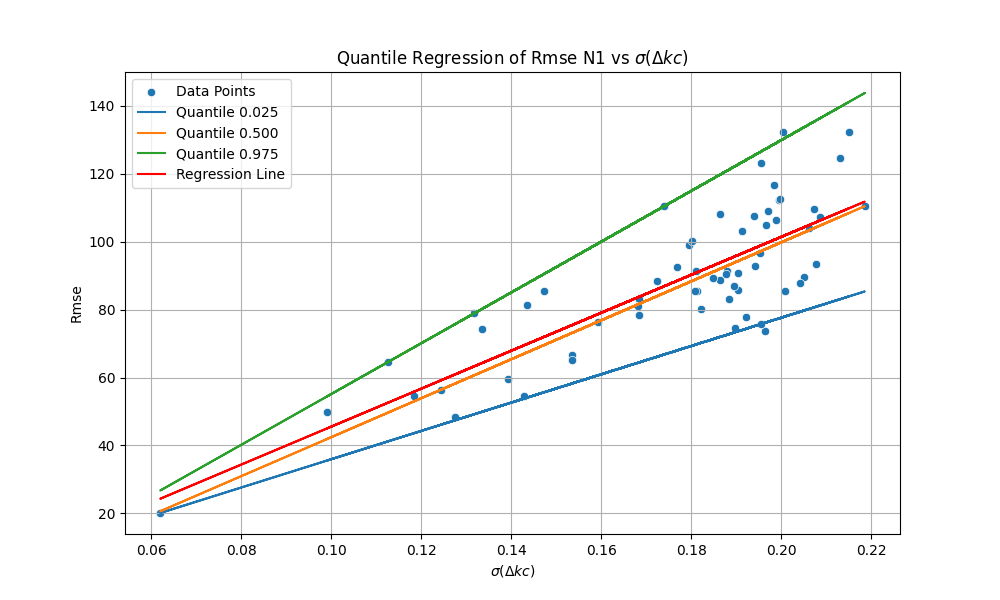 Quantile Regression of Rmse N1 vs σ(Δkc)
Data Points
Quantile 0.025
Quantile 0.500
Quantile 0.975
Regression Line
Rmse
140
120
100
80
60
40
20
0.06 0.08 0.10 0.12 0.14 0.16 0.18 0.20 0.22
σ(Δkc)